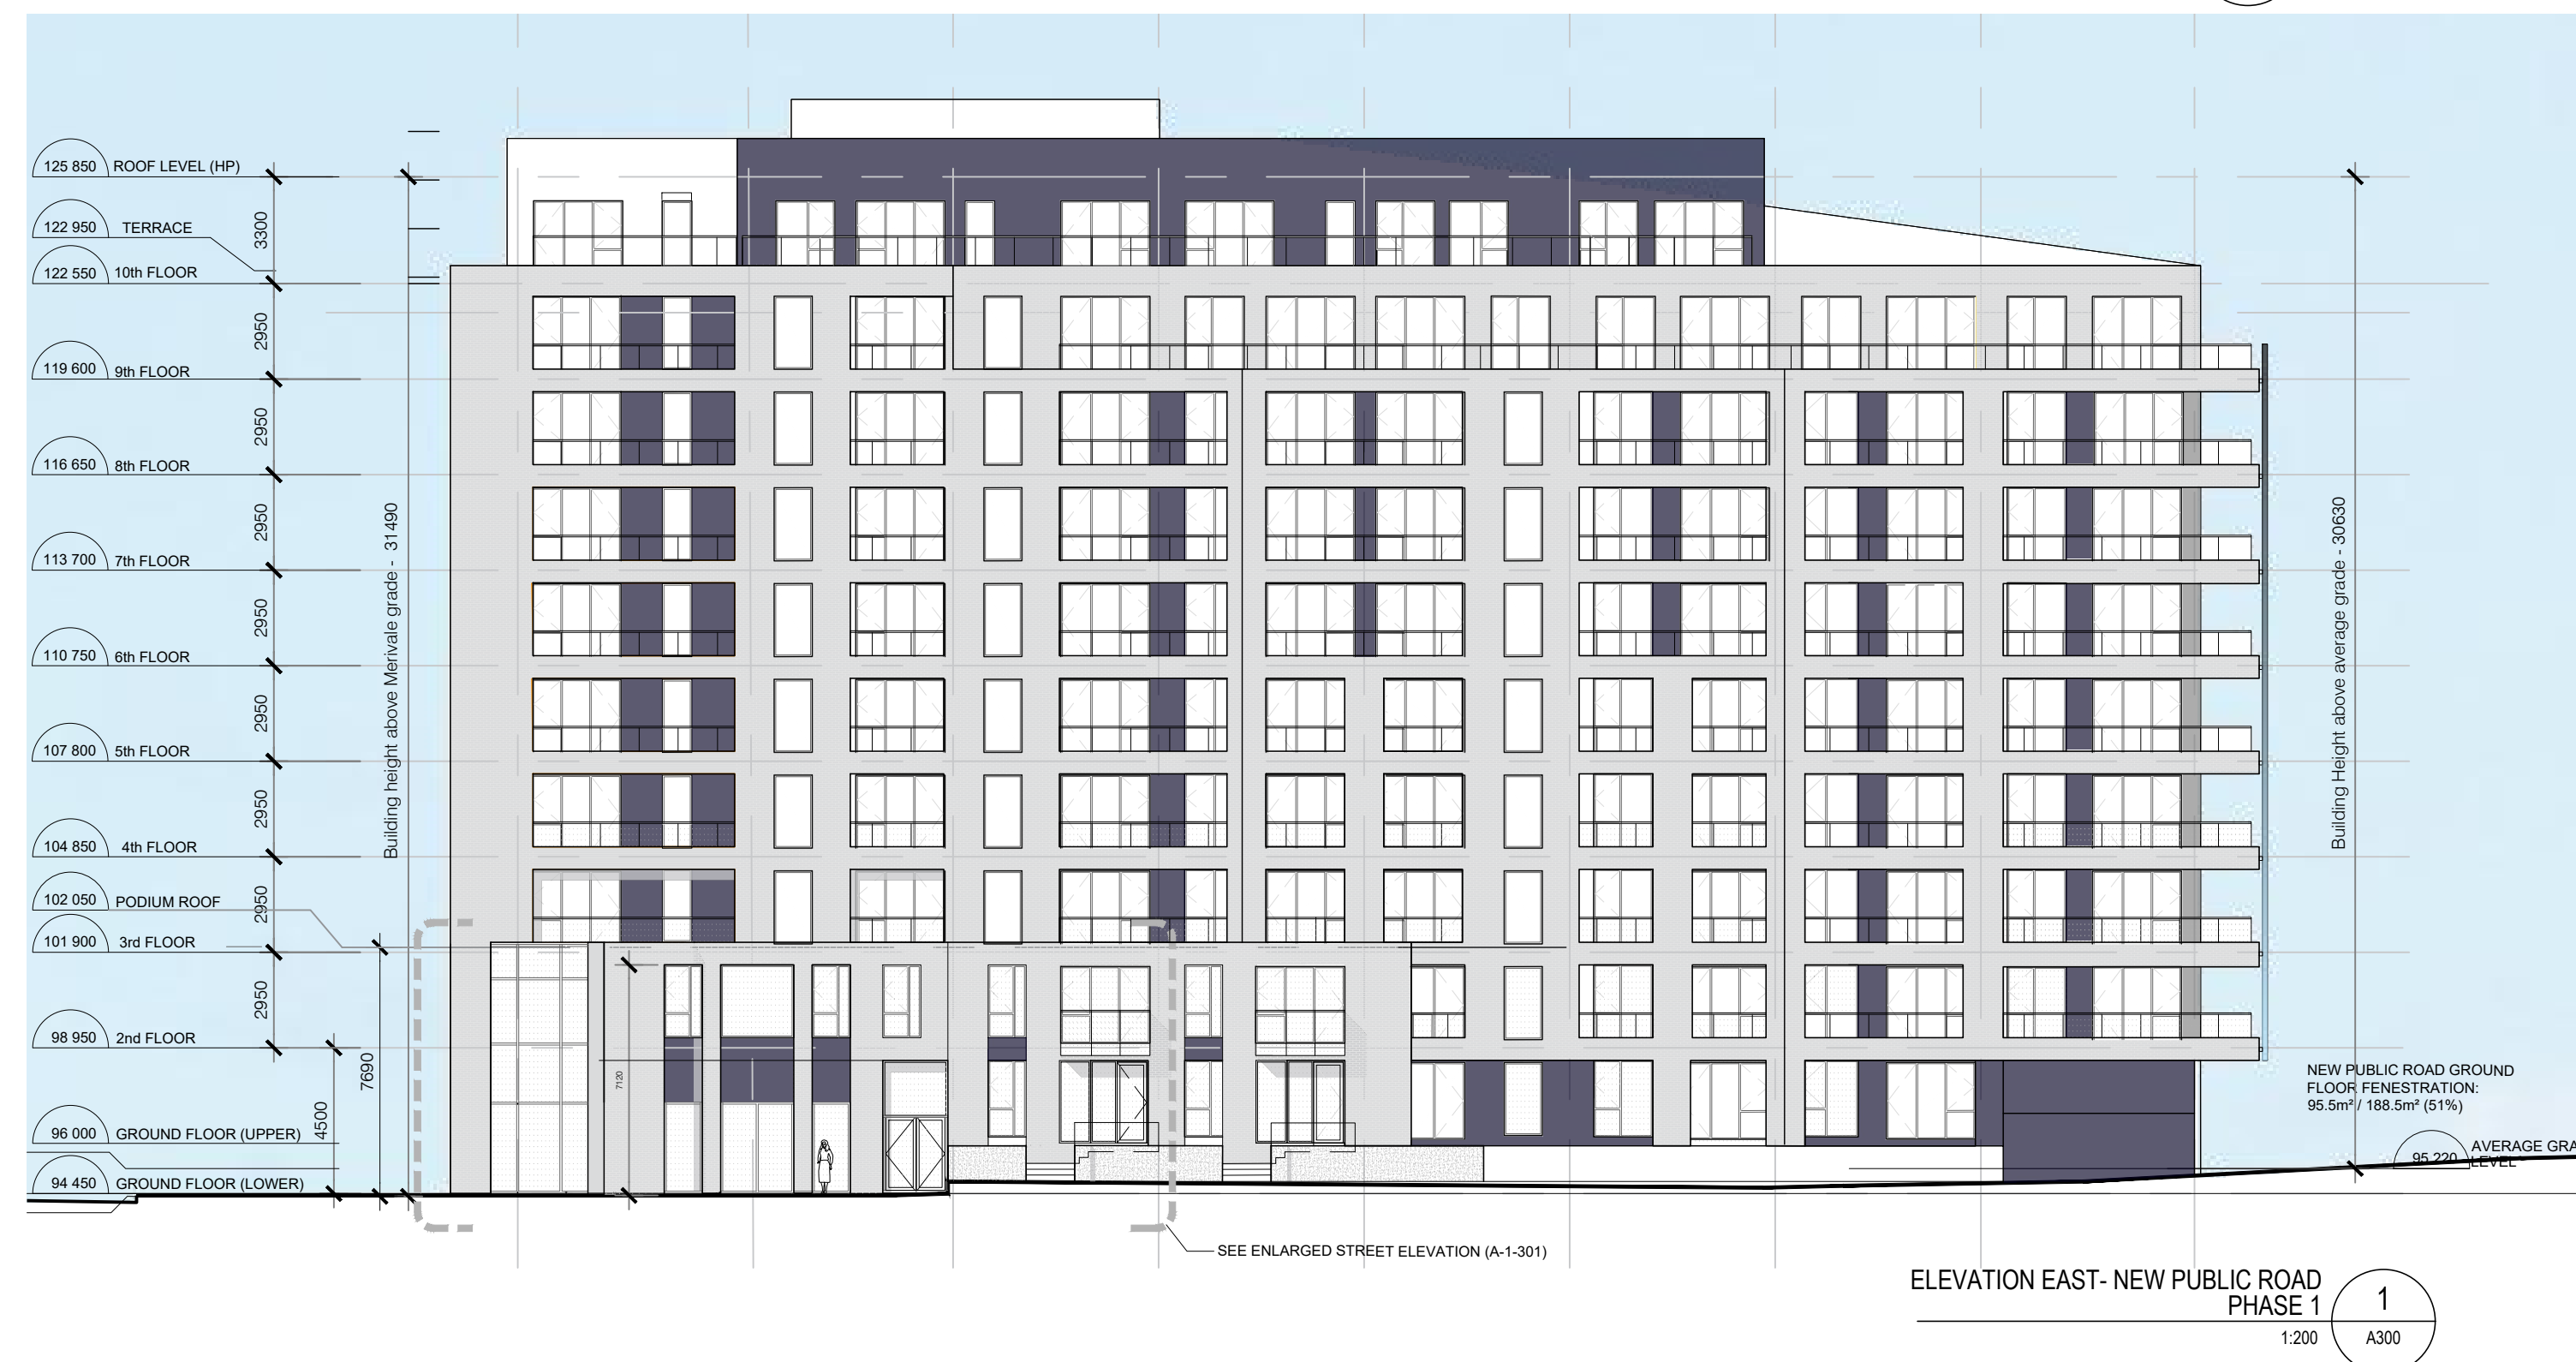 125 850 ROOF LEVEL (HP)
122 950 TERRACE
3300
122 550 10th FLOOR
2950
119 600 9th FLOOR
2950
116 650 8th FLOOR
2950
113 700 7th FLOOR
2950
110 750 6th FLOOR
2950
107 800 5th FLOOR
2950
104 850 4th FLOOR
2950
102 050 PODIUM ROOF
101 900 3rd FLOOR
2950
98 950 2nd FLOOR
7690
4500
7120
96 000 GROUND FLOOR (UPPER)
94 450 GROUND FLOOR (LOWER)
Building height above Merivale grade - 31490
Building Height above average grade - 30630
NEW PUBLIC ROAD GROUND
FLOOR FENESTRATION:
95.5m² / 188.5m² (51%)
95 220 AVERAGE GRA
LEVEL
SEE ENLARGED STREET ELEVATION (A-1-301)
ELEVATION EAST- NEW PUBLIC ROAD
PHASE 1
1:200
1
A300